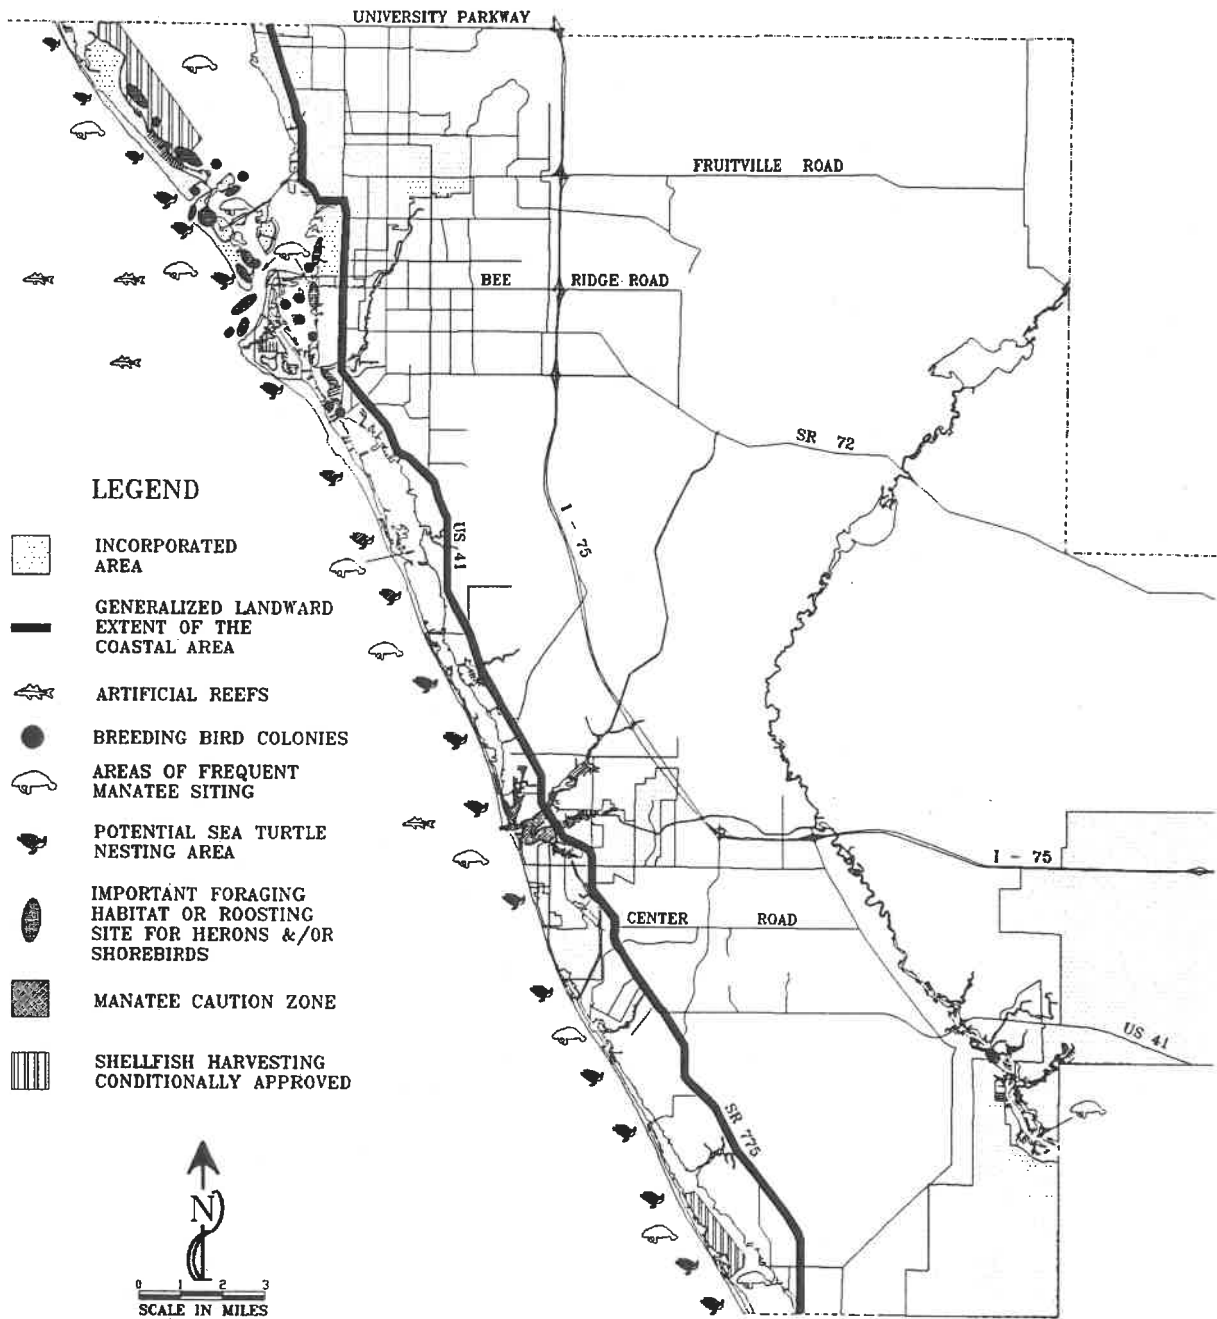 UNIVERSITY PARKWAY
FRUITVILLE ROAD
BEE RIDGE ROAD
SR 72
I - 75
US 41
LEGEND
INCORPORATED
AREA
GENERALIZED LANDWARD
EXTENT OF THE
COASTAL AREA
ARTIFICIAL REEFS
BREEDING BIRD COLONIES
AREAS OF FREQUENT
MANATEE SITING
POTENTIAL SEA TURTLE
NESTING AREA
IMPORTANT FORAGING
HABITAT OR ROOSTING
SITE FOR HERONS &/OR
SHOREBIRDS
MANATEE CAUTION ZONE
SHELLFISH HARVESTING
CONDITIONALLY APPROVED
I - 75
CENTER ROAD
US 41
SR 775
N
0 1 2 3
SCALE IN MILES